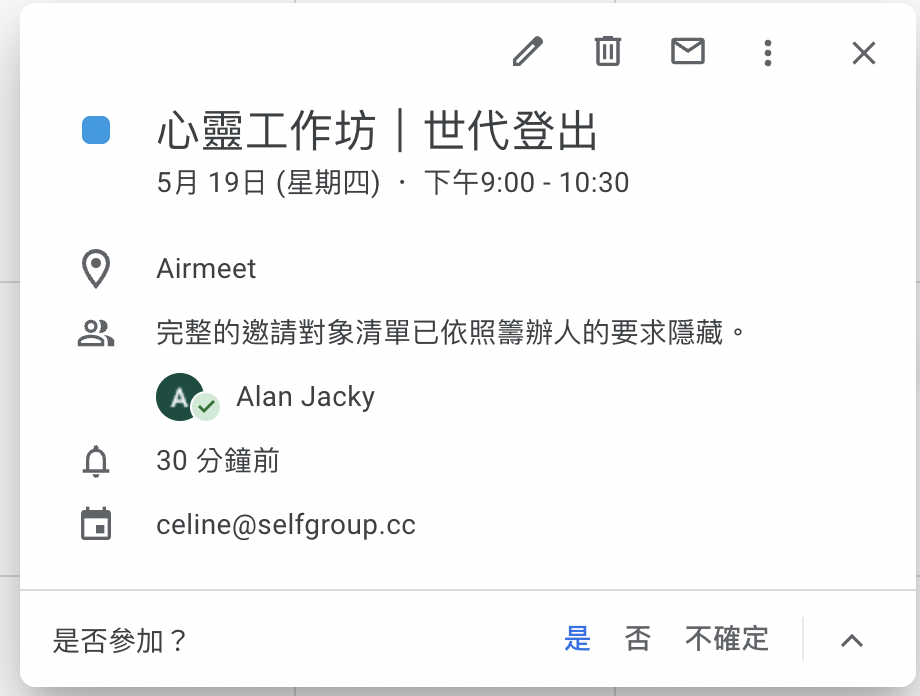 心靈工作坊｜世代登出
5月 19日 (星期四) ・ 下午9:00 - 10:30
Airmeet
完整的邀請對象清單已依照籌辦人的要求隱藏。
A Alan Jacky
30 分鐘前
celine@selfgroup.cc
是否參加？ 是 否 不確定